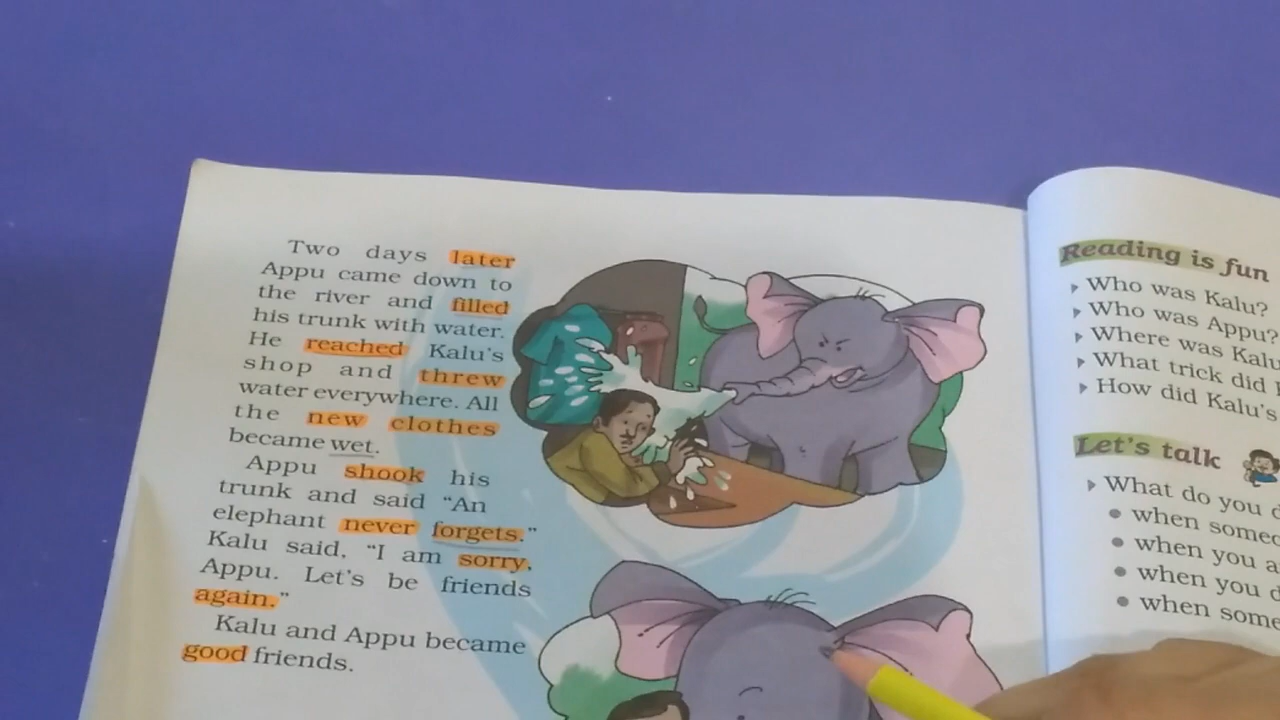 Two days later
Appu came down to
the river and filled
his trunk with water.
He reached Kalu's
shop and threw
water everywhere. All
the new clothes
became wet.
Appu shook his
trunk and said "An
elephant never forgets."
Kalu said, "I am sorry,
Appu. Let's be friends
again."
Kalu and Appu became
good friends.
Reading is fun
Who was Kalu?
Who was Appu?
Where was Kalu
What trick did
How did Kalu's
Let's talk
What do you
when
when you
when you
when some